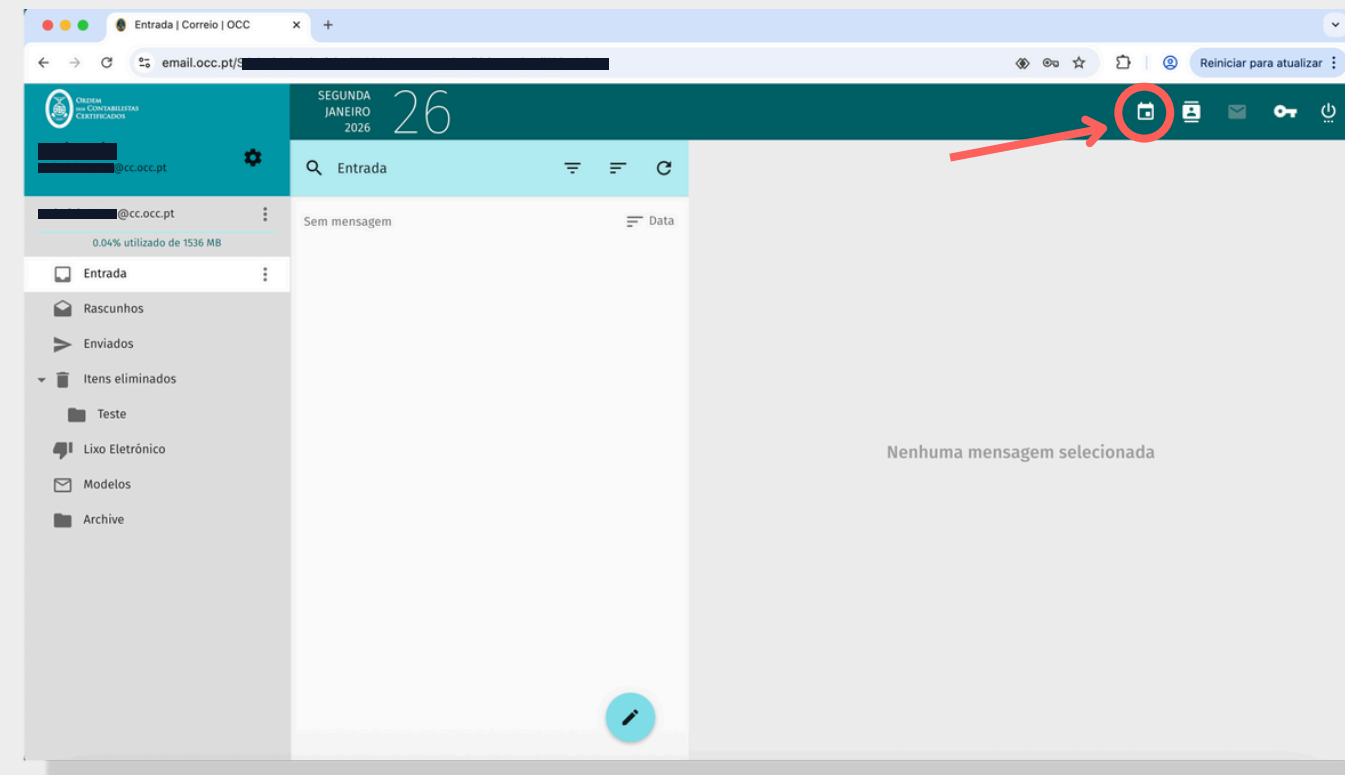 Entrada | Correio | OCC
email.occ.pt/
Reiniciar para atualizar
ORDEM
DOS CONTABILISTAS
CERTIFICADOS
SEGUNDA
JANEIRO
2026
26
@cc.occ.pt
Entrada
@cc.occ.pt
0.04% utilizado de 1536 MB
Sem mensagem
Data
Entrada
Rascunhos
Enviados
Itens eliminados
Teste
Lixo Eletrónico
Modelos
Archive
Nenhuma mensagem selecionada